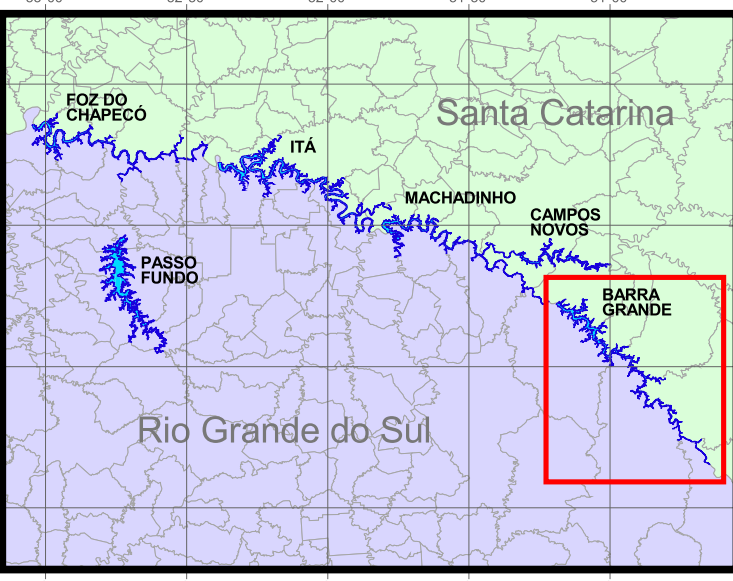 FOZ DO
CHAPECÓ
Santa Catarina
ITÁ
MACHADINHO
CAMPOS
NOVOS
PASSO
FUNDO
BARRA
GRANDE
Rio Grande do Sul